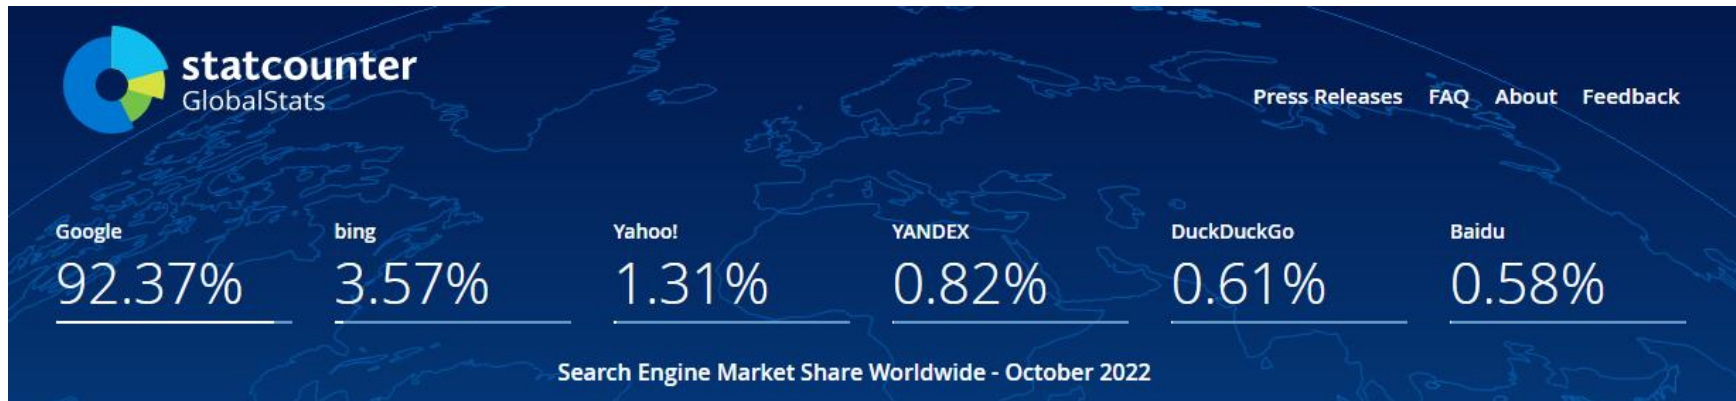 statcounter
GlobalStats
Press Releases FAQ About Feedback
Google bing Yahoo! YANDEX DuckDuckGo Baidu
92.37% 3.57% 1.31% 0.82% 0.61% 0.58%
Search Engine Market Share Worldwide - October 2022